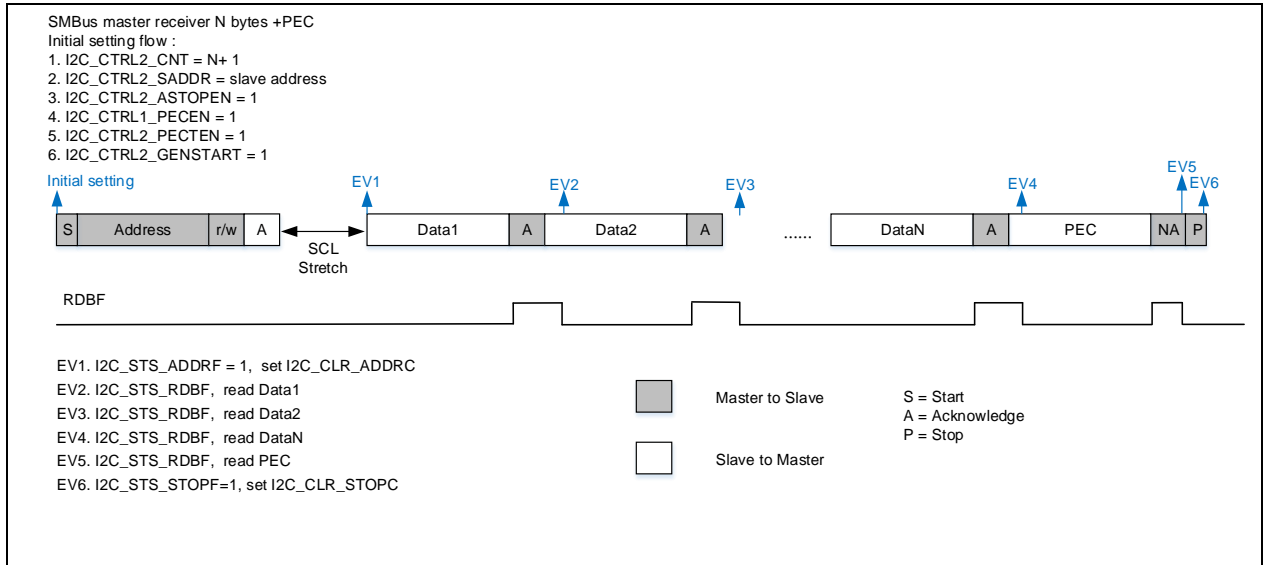 SMBus master receiver N bytes +PEC
Initial setting flow :
1. I2C_CTRL2_CNT = N+ 1
2. I2C_CTRL2_SADDR = slave address
3. I2C_CTRL2_ASTOPEN = 1
4. I2C_CTRL1_PECEN = 1
5. I2C_CTRL2_PECTEN = 1
6. I2C_CTRL2_GENSTART = 1
Initial setting EV1 EV2 EV3 EV4 EV5 EV6
S Address r/w A Data1 A Data2 A ...... DataN A PEC NA P
SCL
Stretch
RDBF
EV1. I2C_STS_ADDRF = 1, set I2C_CLR_ADDRC
EV2. I2C_STS_RDBF, read Data1
EV3. I2C_STS_RDBF, read Data2
EV4. I2C_STS_RDBF, read DataN
EV5. I2C_STS_RDBF, read PEC
EV6. I2C_STS_STOPF=1, set I2C_CLR_STOPC
Master to Slave
Slave to Master
S = Start
A = Acknowledge
P = Stop